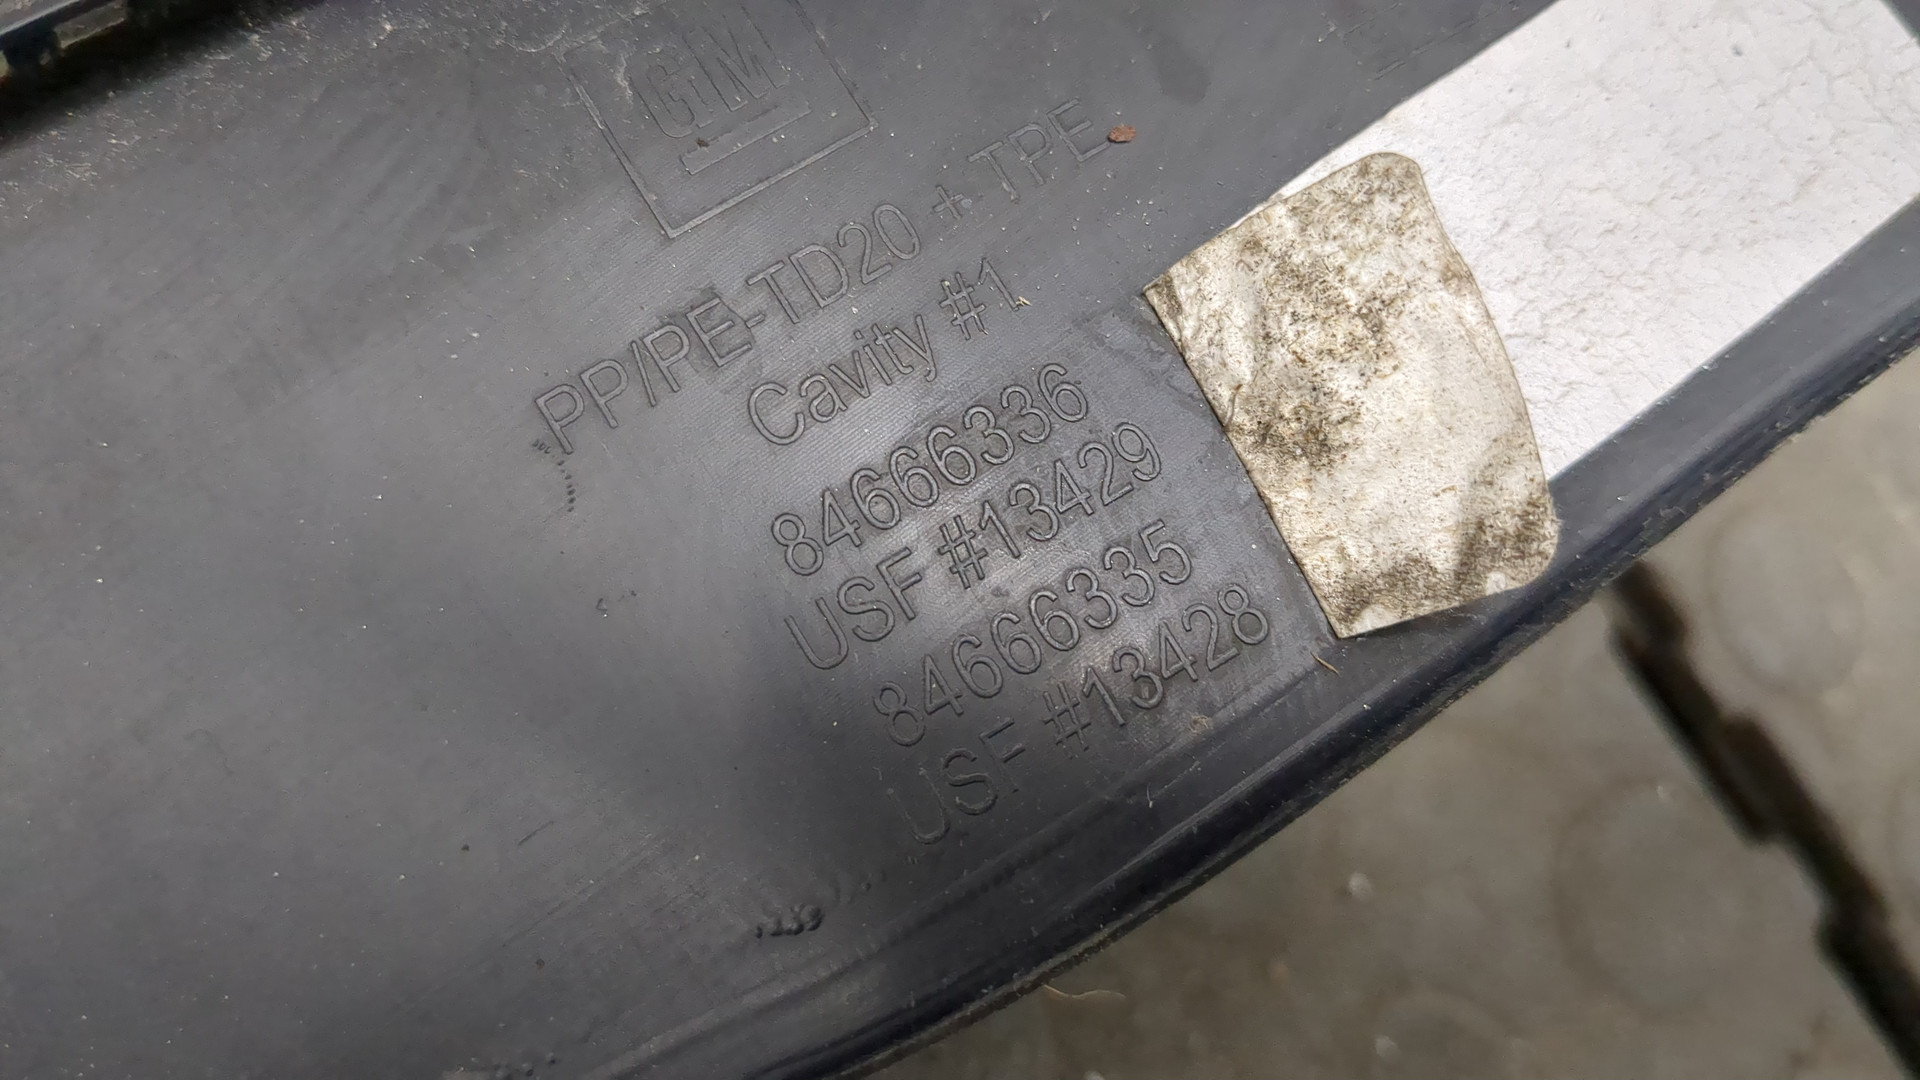 GM
PP/PE-TD20 + TPE
Cavity #1
84666336
USF #13429
84666335
USF #13428